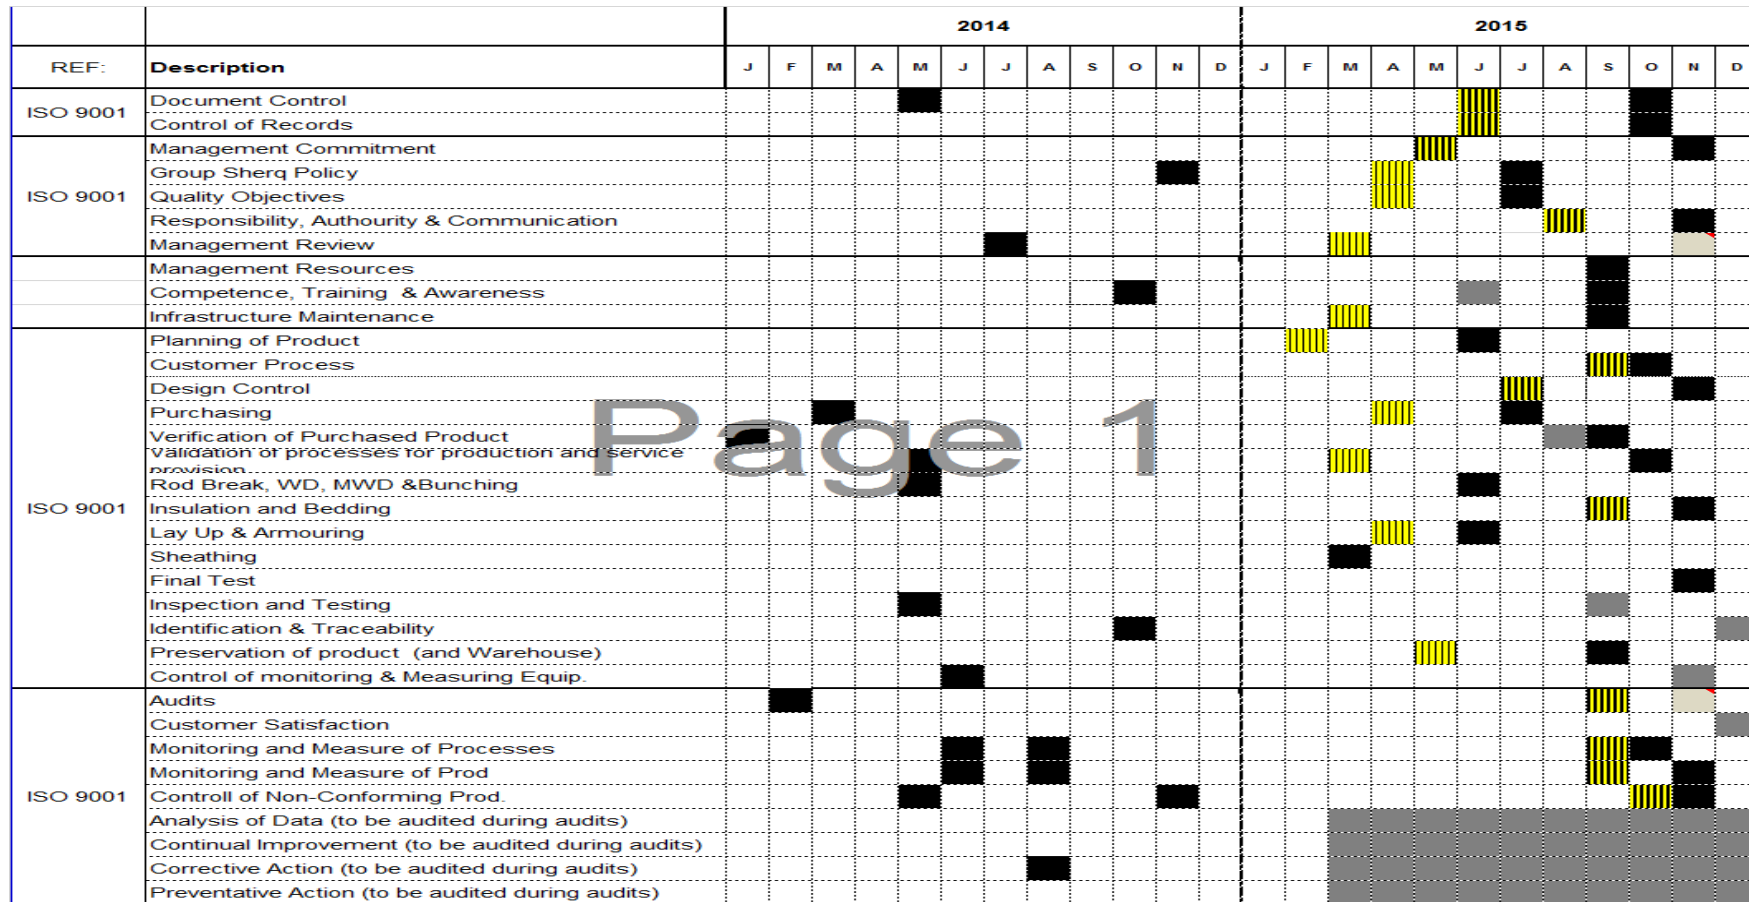 2014 2015
REF: Description J F M A M J J A S O N D J F M A M J J A S O N D
ISO 9001
Document Control
Control of Records
ISO 9001
Management Commitment
Group Sherq Policy
Quality Objectives
Responsibility, Authourity & Communication
Management Review
Management Resources
Competence, Training & Awareness
Infrastructure Maintenance
ISO 9001
Planning of Product
Customer Process
Design Control
Purchasing
Verification of Purchased Product
Validation of processes for production and service
provision
Rod Break, WD, MWD &Bunching
Insulation and Bedding
Lay Up & Armouring
Sheathing
Final Test
Inspection and Testing
Identification & Traceability
Preservation of product (and Warehouse)
Control of monitoring & Measuring Equip.
ISO 9001
Audits
Customer Satisfaction
Monitoring and Measure of Processes
Monitoring and Measure of Prod
Controll of Non-Conforming Prod.
Analysis of Data (to be audited during audits)
Continual Improvement (to be audited during audits)
Corrective Action (to be audited during audits)
Preventative Action (to be audited during audits)
Page 1